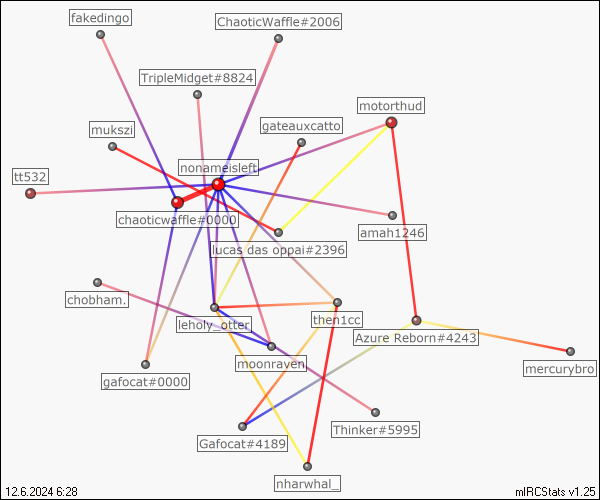 fakedingo
ChaoticWaffle#2006
TripleMidget#8824
motorthud
mukszi
gateauxcatto
nonameisleft
tt532
chaoticwaffle#0000
amah1246
lucas das oppai#2396
chobham.
leholy_otter
then1cc
Azure Reborn#4243
moonraven
mercurybro
gafocat#0000
Thinker#5995
Gafocat#4189
nharwhal_
12.6.2024 6:28
mIRCStats v1.25